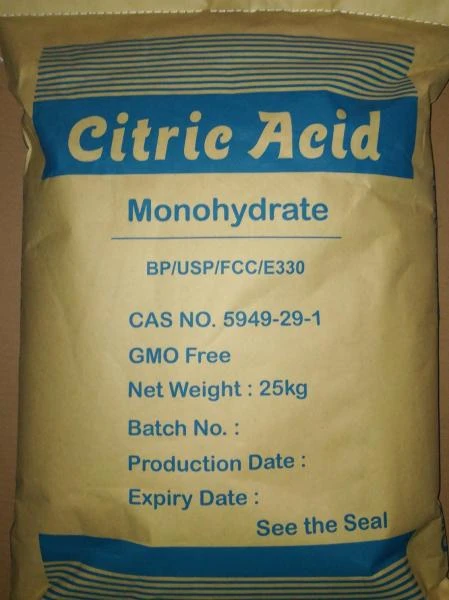 Citric Acid
Monohydrate
BP/USP/FCC/E330
CAS NO. 5949-29-1
GMO Free
Net Weight : 25kg
Batch No. :
Production Date :
Expiry Date :
See the Seal